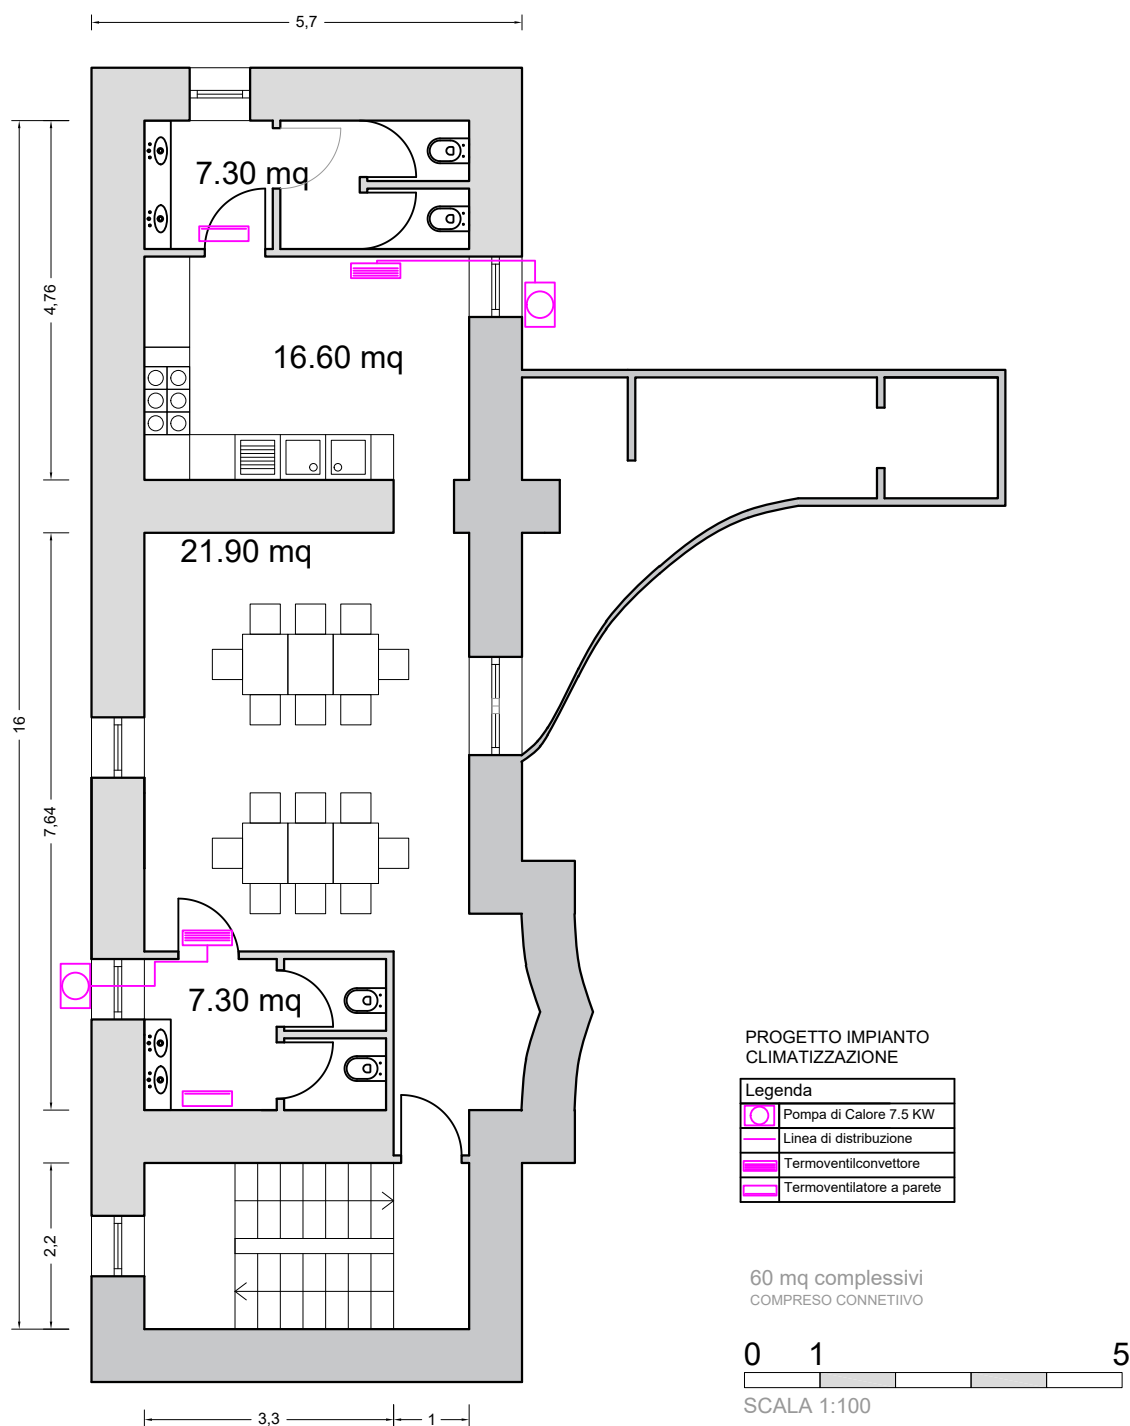 5,7
7.30 mq
4,76
16.60 mq
21.90 mq
16
7,64
7.30 mq
2,2
3,3
1
PROGETTO IMPIANTO
CLIMATIZZAZIONE
Legenda
Pompa di Calore 7.5 KW
Linea di distribuzione
Termoventilconvettore
Termoventilatore a parete
60 mq complessivi
COMPRESO CONNETIIVO
0 1 5
SCALA 1:100